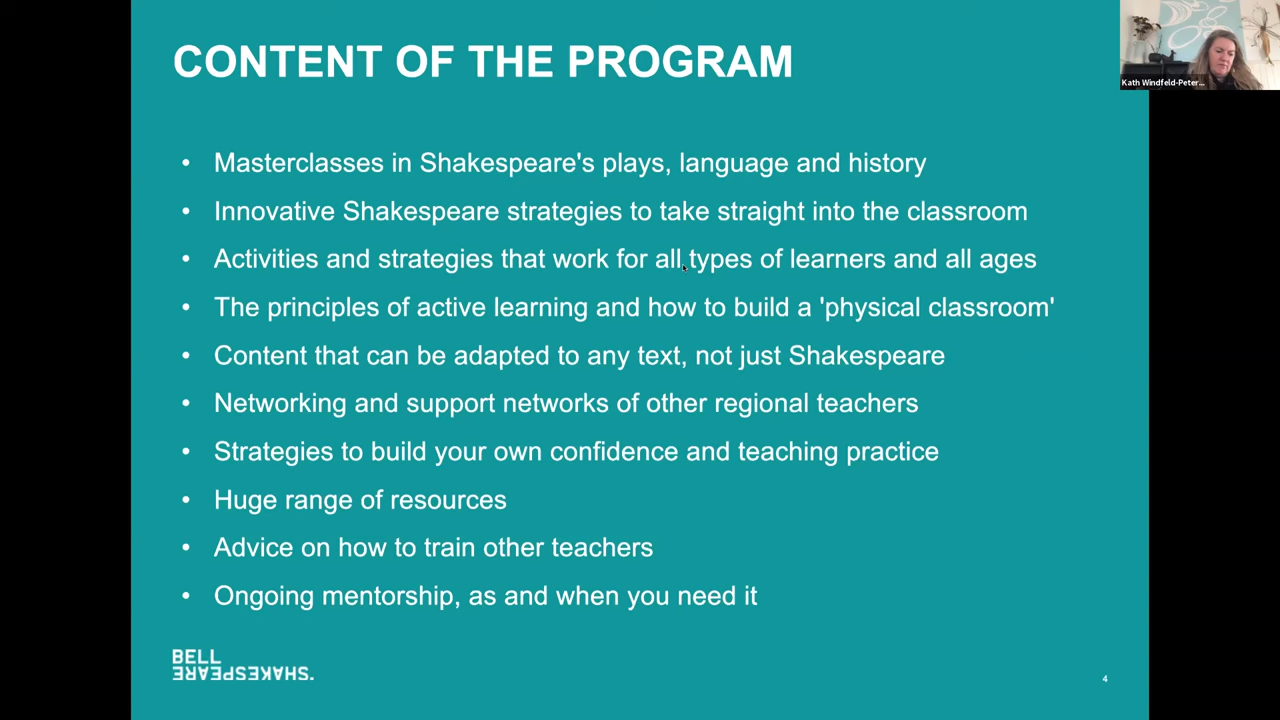 CONTENT OF THE PROGRAM
Kath Windfeld-Peter...
• Masterclasses in Shakespeare's plays, language and history
• Innovative Shakespeare strategies to take straight into the classroom
• Activities and strategies that work for all types of learners and all ages
• The principles of active learning and how to build a 'physical classroom'
• Content that can be adapted to any text, not just Shakespeare
• Networking and support networks of other regional teachers
• Strategies to build your own confidence and teaching practice
• Huge range of resources
• Advice on how to train other teachers
• Ongoing mentorship, as and when you need it
BELL
SHAKESPEARE.
4